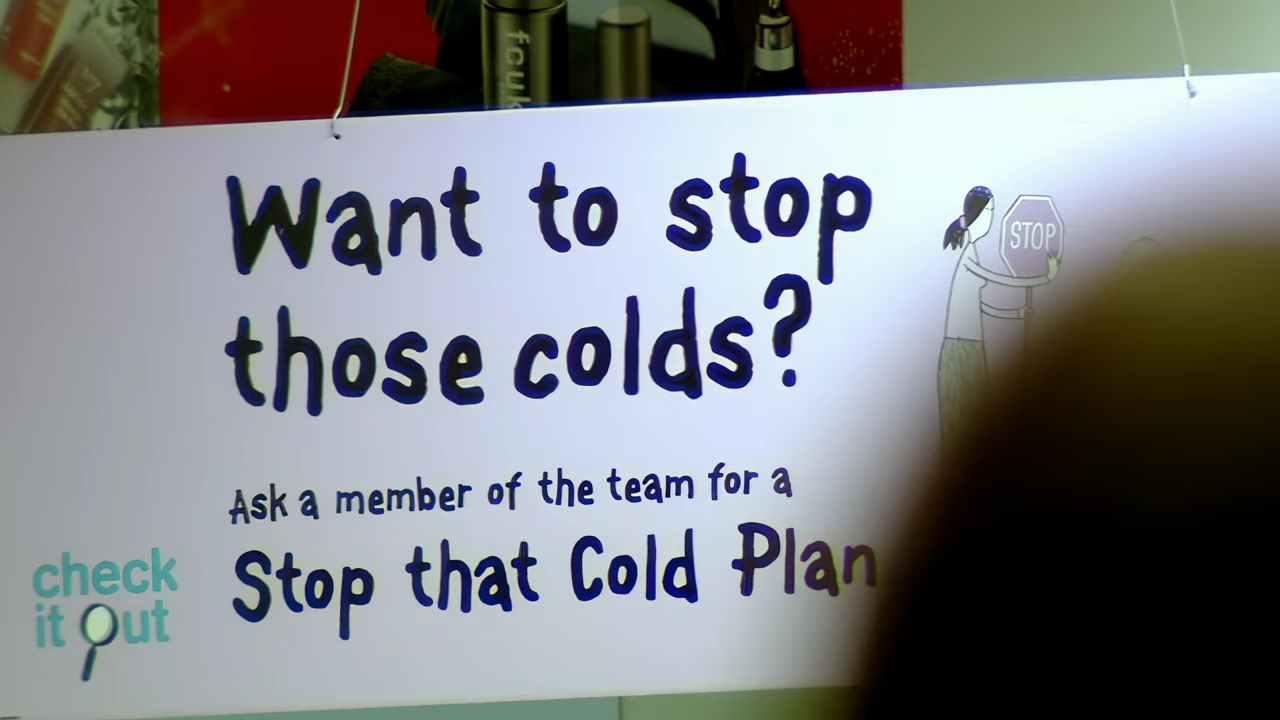 fcuk
Want to stop
those colds?
STOP
Ask a member of the team for a
Stop that Cold Plan
check
it out